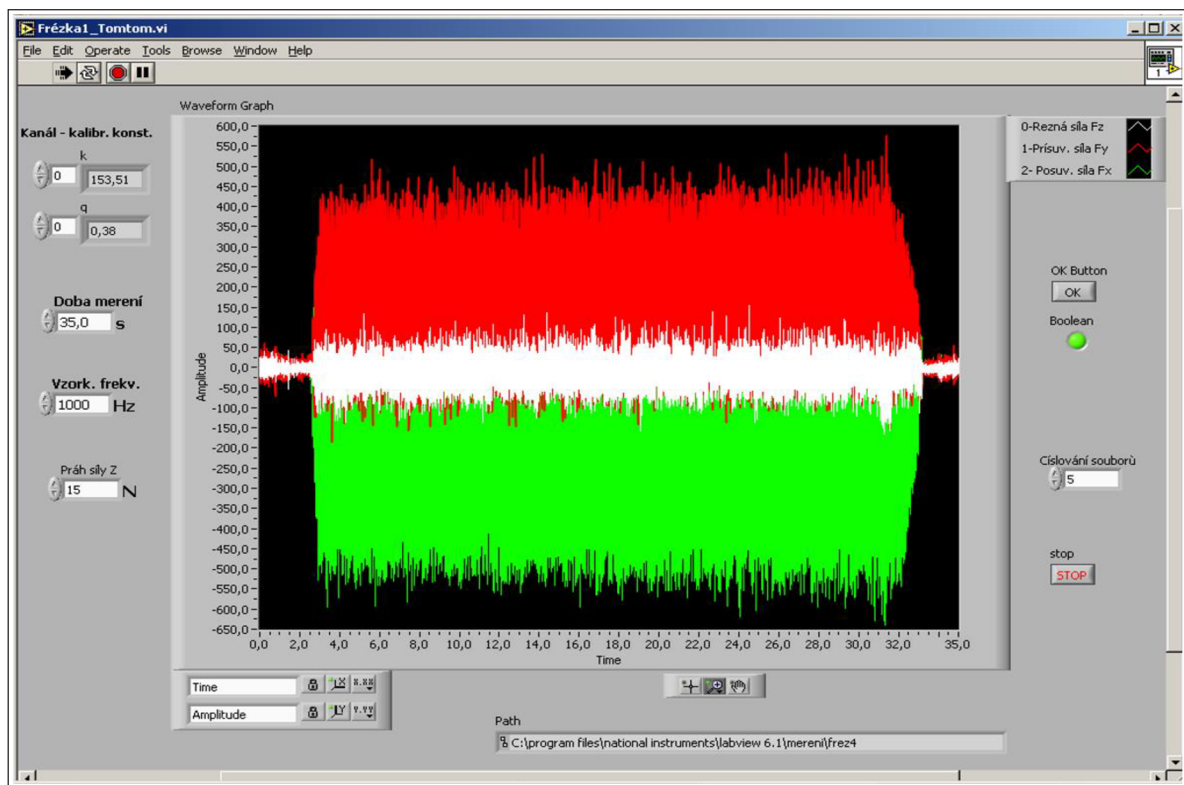 Frézka1_Tomtom.vi
File Edit Operate Tools Browse Window Help
1
Waveform Graph
Kanál - kalibr. konst.
k
0 153,51
q
0 0,38
Doba merení
35,0 s
Vzork. frekv.
1000 Hz
Práh síly Z
15 N
Amplitude
600,0
550,0
500,0
450,0
400,0
350,0
300,0
250,0
200,0
150,0
100,0
50,0
0,0
-50,0
-100,0
-150,0
-200,0
-250,0
-300,0
-350,0
-400,0
-450,0
-500,0
-550,0
-600,0
-650,0
0,0 2,0 4,0 6,0 8,0 10,0 12,0 14,0 16,0 18,0 20,0 22,0 24,0 26,0 28,0 30,0 32,0 35,0
Time
0-Rezná síla Fz
1-Prísuv. síla Fy
2- Posuv. síla Fx
OK Button
OK
Boolean
Císlování souborù
5
stop
STOP
Time X 8.88
Amplitude Y Y.YY
Path
C:\program files\national instruments\labview 6.1\mereni\frez4